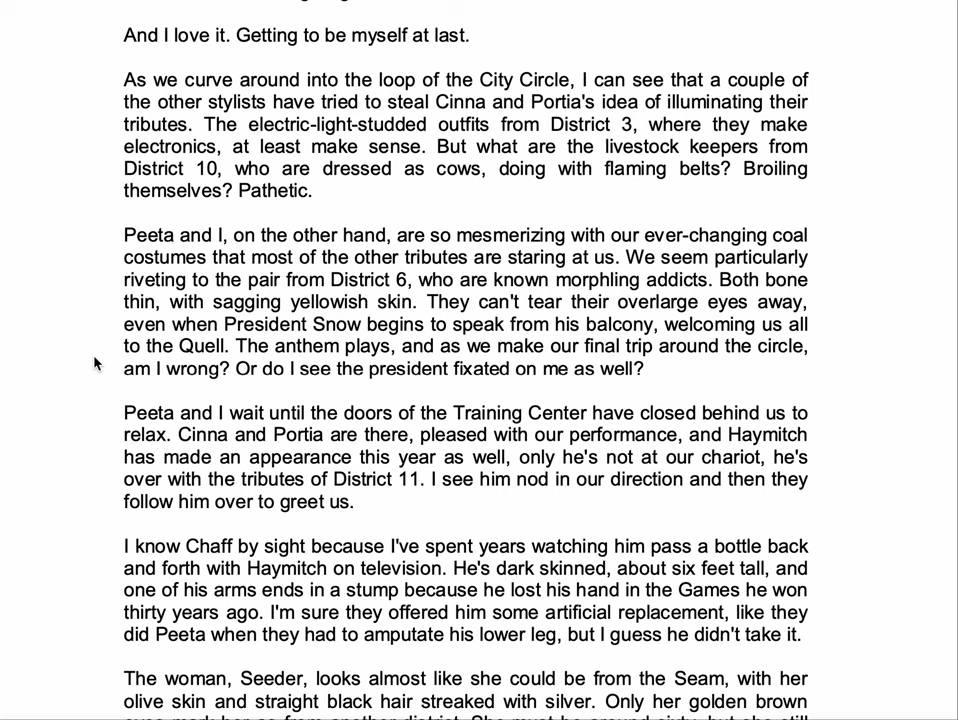 And I love it. Getting to be myself at last.
As we curve around into the loop of the City Circle, I can see that a couple of
the other stylists have tried to steal Cinna and Portia's idea of illuminating their
tributes. The electric-light-studded outfits from District 3, where they make
electronics, at least make sense. But what are the livestock keepers from
District 10, who are dressed as cows, doing with flaming belts? Broiling
themselves? Pathetic.
Peeta and I, on the other hand, are so mesmerizing with our ever-changing coal
costumes that most of the other tributes are staring at us. We seem particularly
riveting to the pair from District 6, who are known morphling addicts. Both bone
thin, with sagging yellowish skin. They can't tear their overlarge eyes away,
even when President Snow begins to speak from his balcony, welcoming us all
to the Quell. The anthem plays, and as we make our final trip around the circle,
am I wrong? Or do I see the president fixated on me as well?
Peeta and I wait until the doors of the Training Center have closed behind us to
relax. Cinna and Portia are there, pleased with our performance, and Haymitch
has made an appearance this year as well, only he's not at our chariot, he's
over with the tributes of District 11. I see him nod in our direction and then they
follow him over to greet us.
I know Chaff by sight because I've spent years watching him pass a bottle back
and forth with Haymitch on television. He's dark skinned, about six feet tall, and
one of his arms ends in a stump because he lost his hand in the Games he won
thirty years ago. I'm sure they offered him some artificial replacement, like they
did Peeta when they had to amputate his lower leg, but I guess he didn't take it.
The woman, Seeder, looks almost like she could be from the Seam, with her
olive skin and straight black hair streaked with silver. Only her golden brown